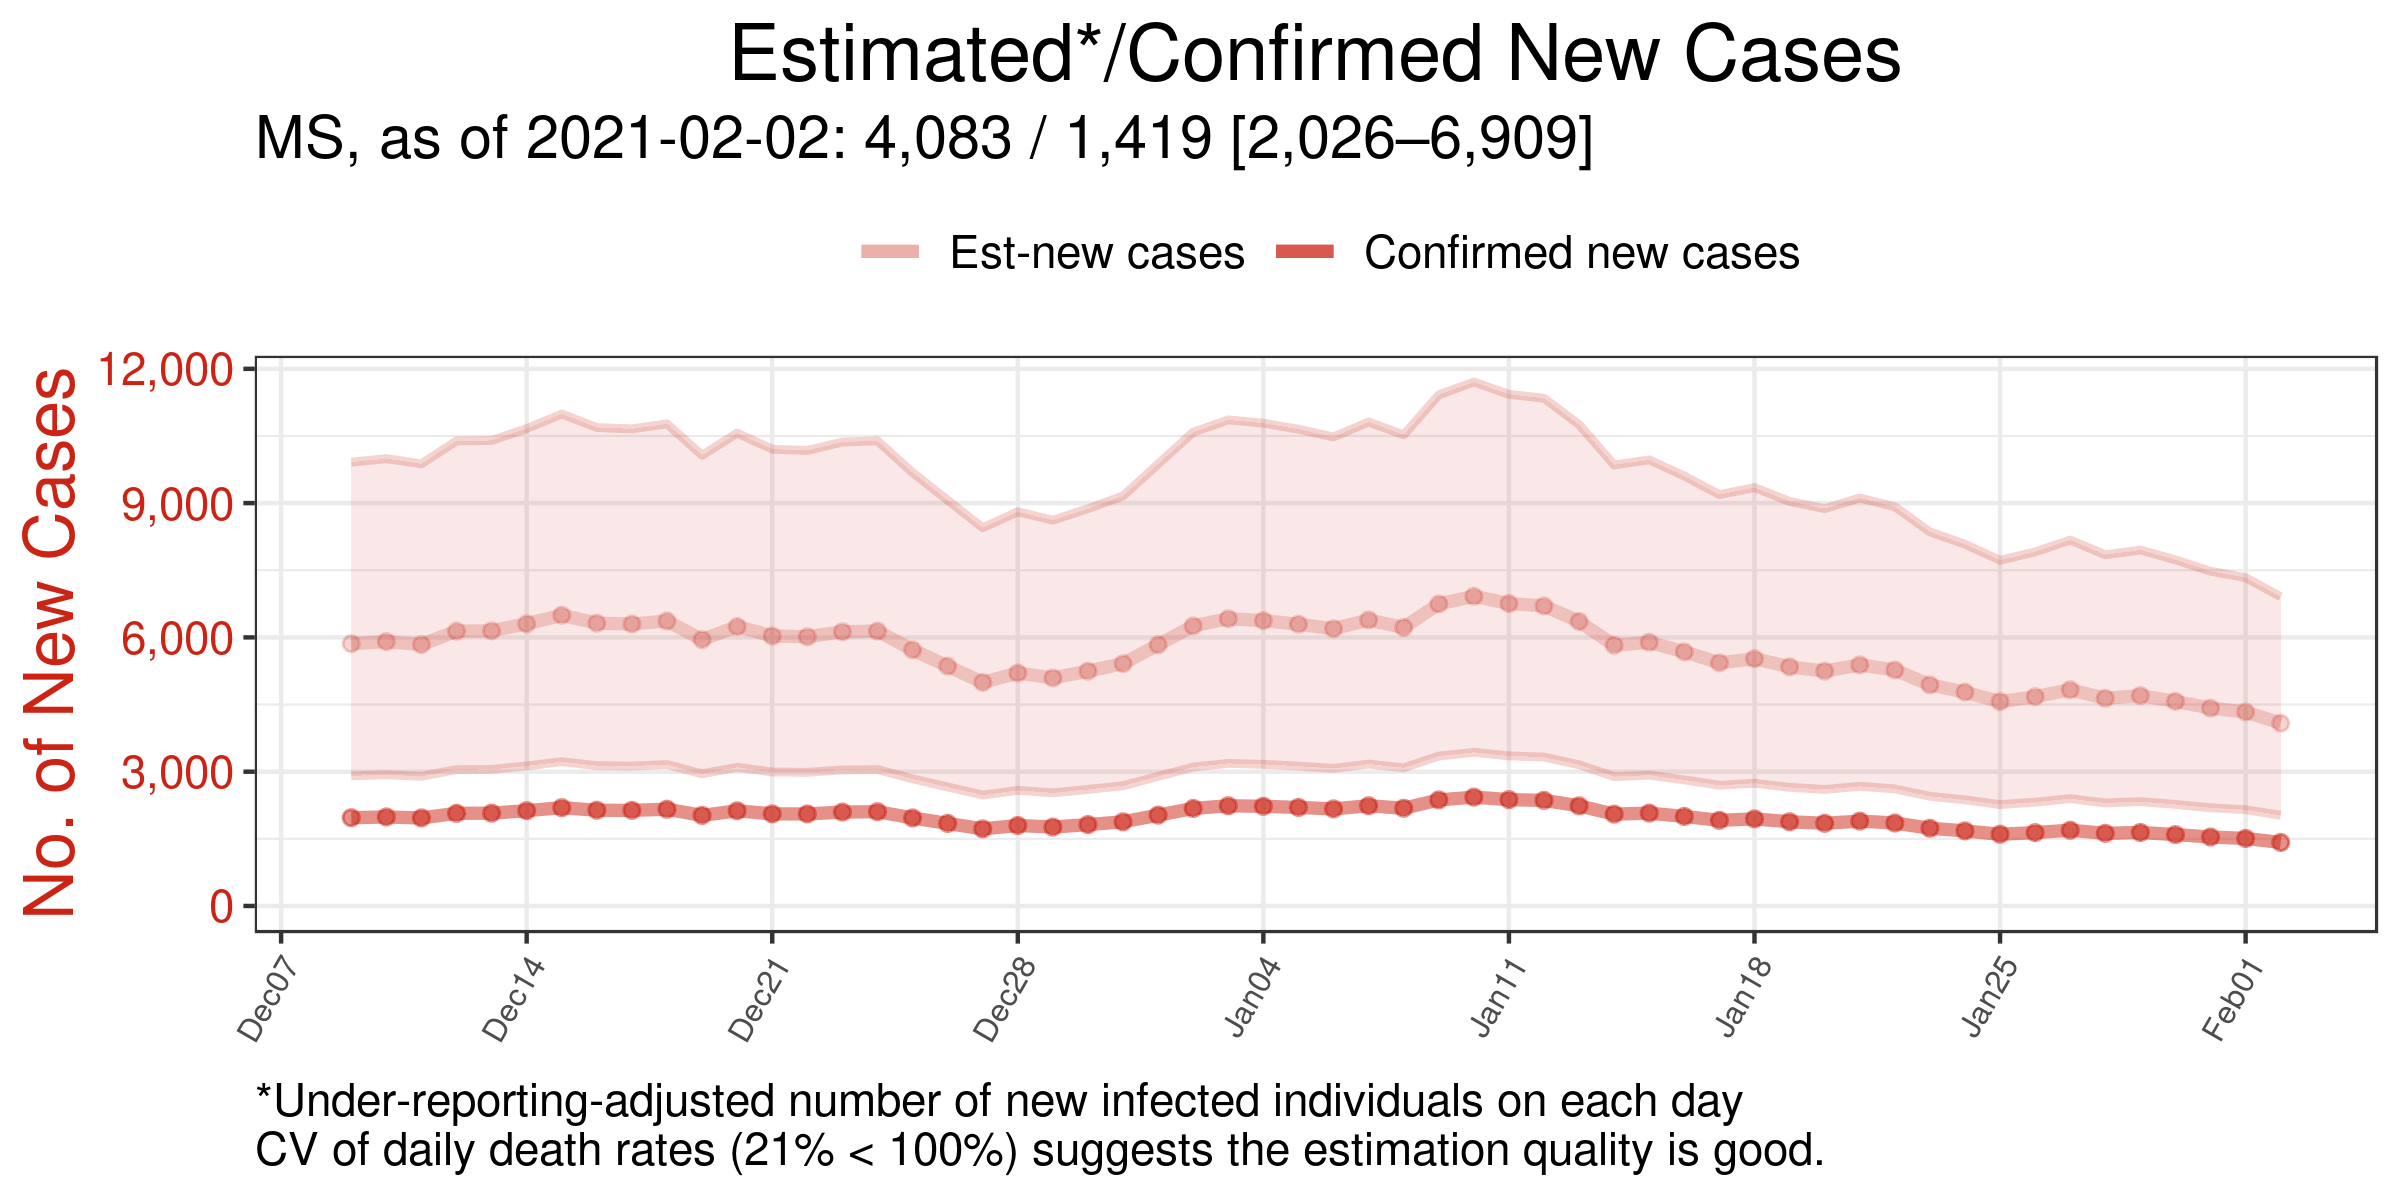 Estimated*/Confirmed New Cases
MS, as of 2021-02-02: 4,083 / 1,419 [2,026–6,909]
Est-new cases
Confirmed new cases
No. of New Cases
12,000
9,000
6,000
3,000
0
Dec07
Dec14
Dec21
Dec28
Jan04
Jan11
Jan18
Jan25
Feb01
*Under-reporting-adjusted number of new infected individuals on each day
CV of daily death rates (21% < 100%) suggests the estimation quality is good.